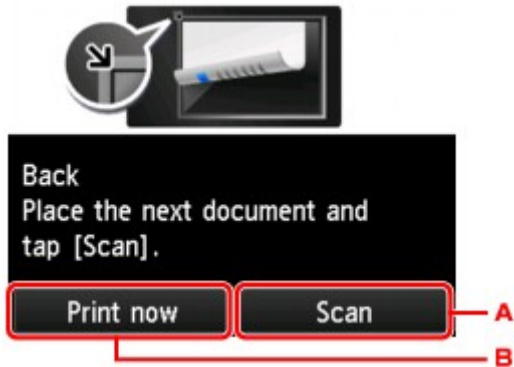 Back
Place the next document and
tap [Scan].
Print now Scan A
B